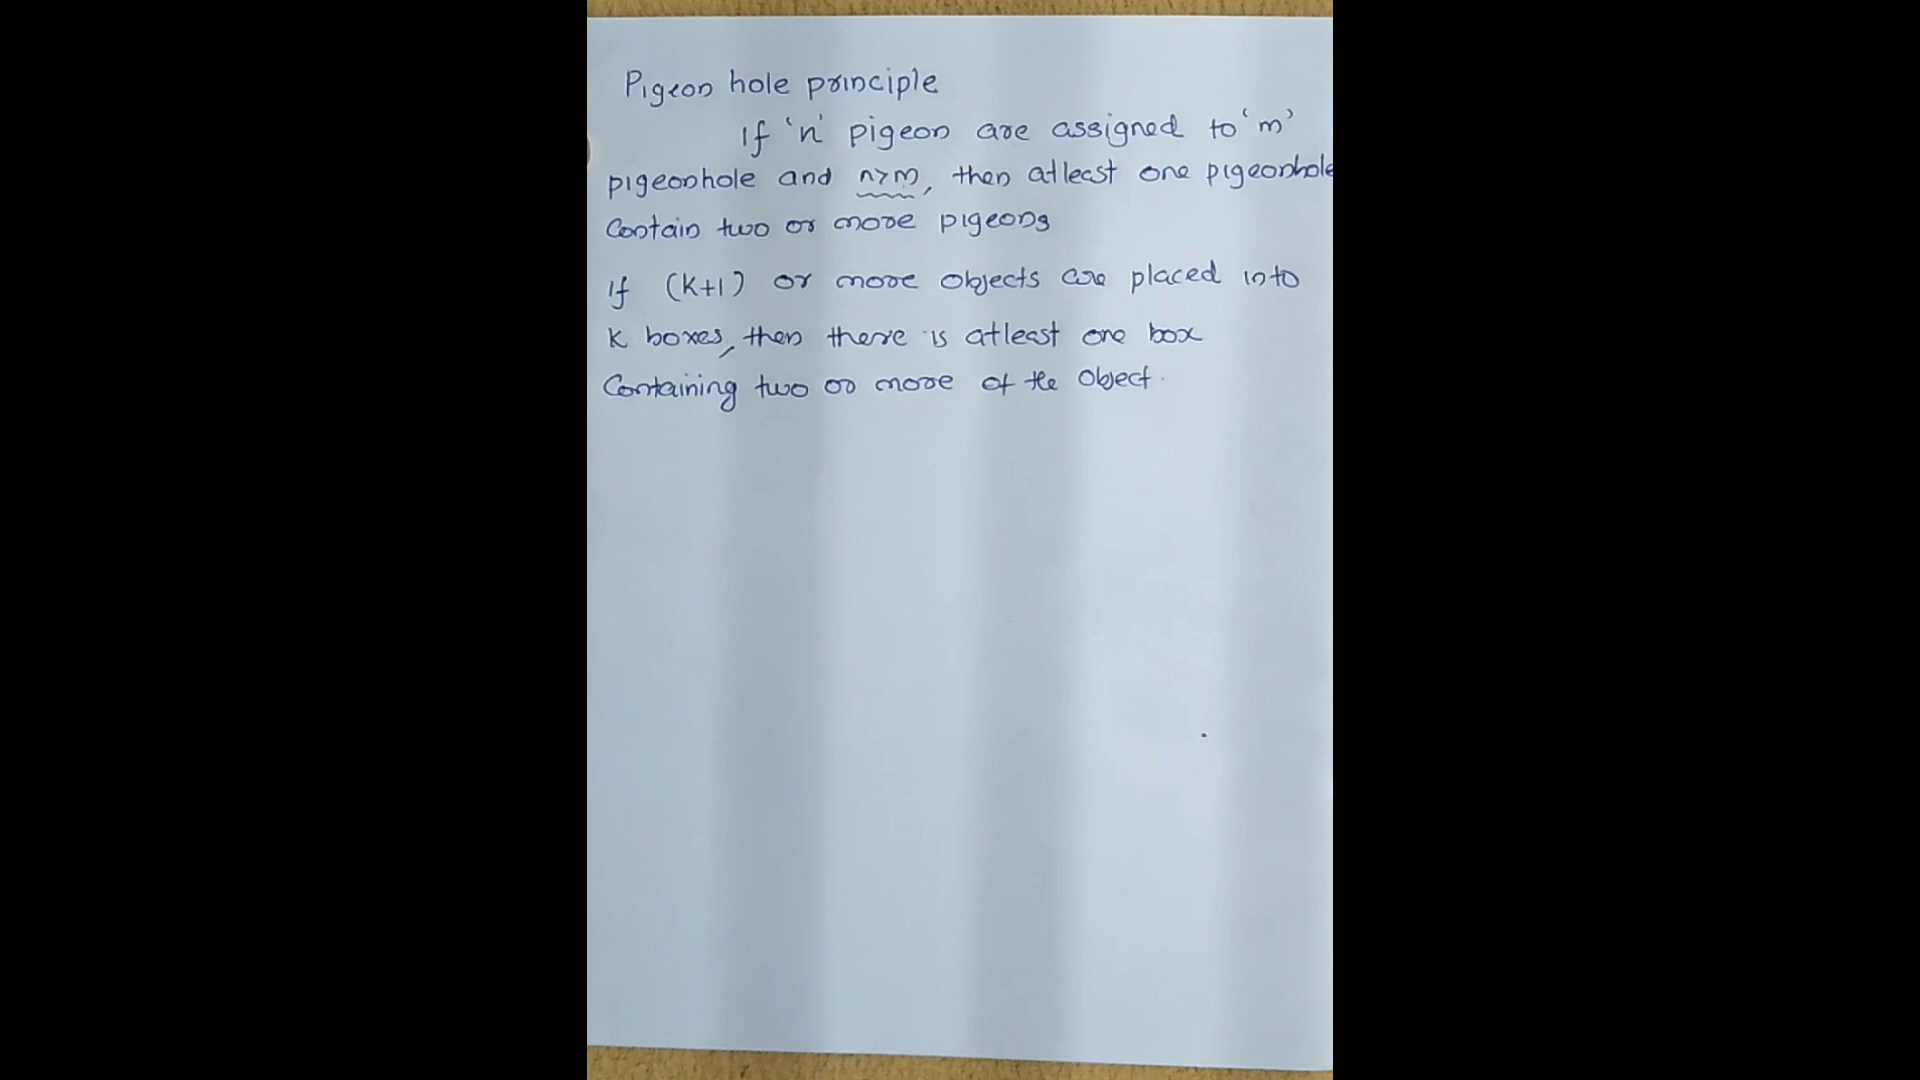 Pigeon hole principle
If 'n' pigeon are assigned to 'm'
pigeonhole and n>m, then atleast one pigeonhole
Contain two or more pigeons
If (K+1) or more objects are placed into
K boxes, then there is atleast one box
Containing two or more of the Object.